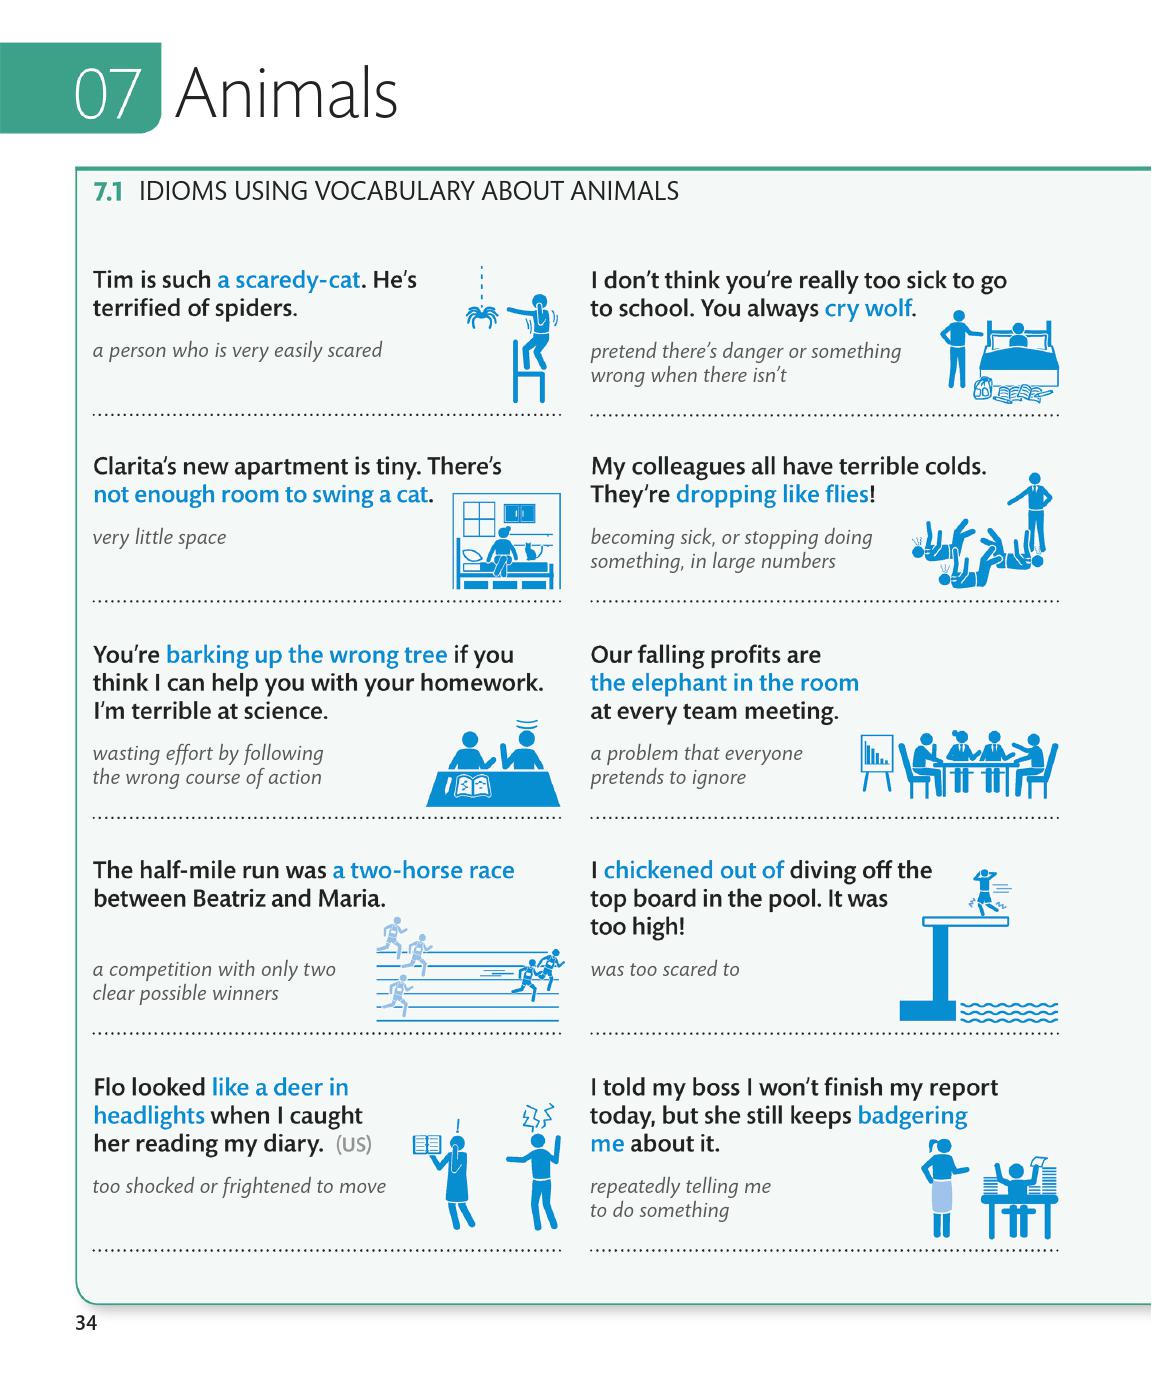 07 Animals
7.1 IDIOMS USING VOCABULARY ABOUT ANIMALS
Tim is such a scaredy-cat. He's
terrified of spiders.
a person who is very easily scared
I don't think you're really too sick to go
to school. You always cry wolf.
pretend there's danger or something
wrong when there isn't
Clarita's new apartment is tiny. There's
not enough room to swing a cat.
very little space
My colleagues all have terrible colds.
They're dropping like flies!
becoming sick, or stopping doing
something, in large numbers
You're barking up the wrong tree if you
think I can help you with your homework.
I'm terrible at science.
wasting effort by following
the wrong course of action
Our falling profits are
the elephant in the room
at every team meeting.
a problem that everyone
pretends to ignore
The half-mile run was a two-horse race
between Beatriz and Maria.
a competition with only two
clear possible winners
I chickened out of diving off the
top board in the pool. It was
too high!
was too scared to
Flo looked like a deer in
headlights when I caught
her reading my diary. (US)
too shocked or frightened to move
I told my boss I won't finish my report
today, but she still keeps badgering
me about it.
repeatedly telling me
to do something
34